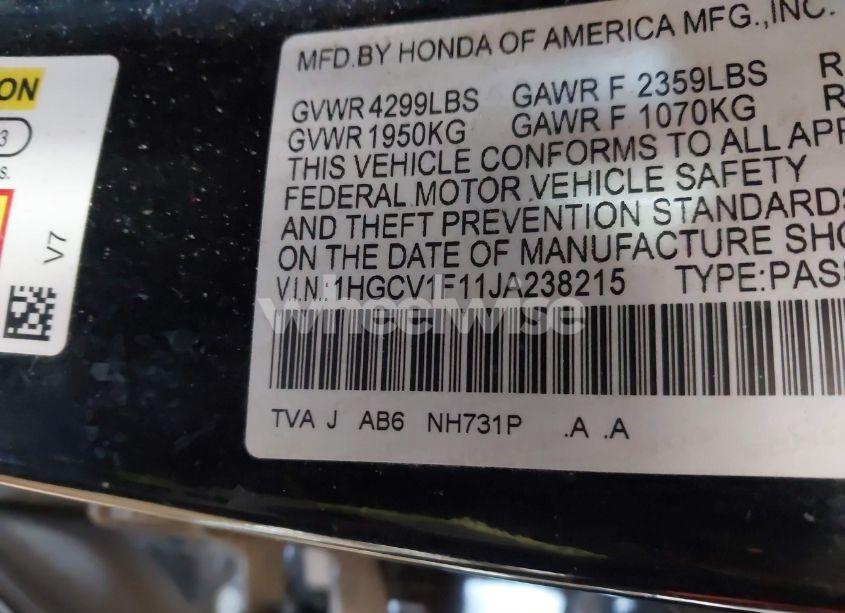 ON
3
s.
V7
MFD.BY HONDA OF AMERICA MFG.,INC.
GVWR 4299LBS GAWR F 2359LBS R
GVWR 1950KG GAWR F 1070KG R
THIS VEHICLE CONFORMS TO ALL APP
FEDERAL MOTOR VEHICLE SAFETY
AND THEFT PREVENTION STANDARDS
ON THE DATE OF MANUFACTURE SHO
V.I.N.:1HGCV1F11JA238215 TYPE:PASS
wheelwise
TVA J AB6 NH731P .A .A